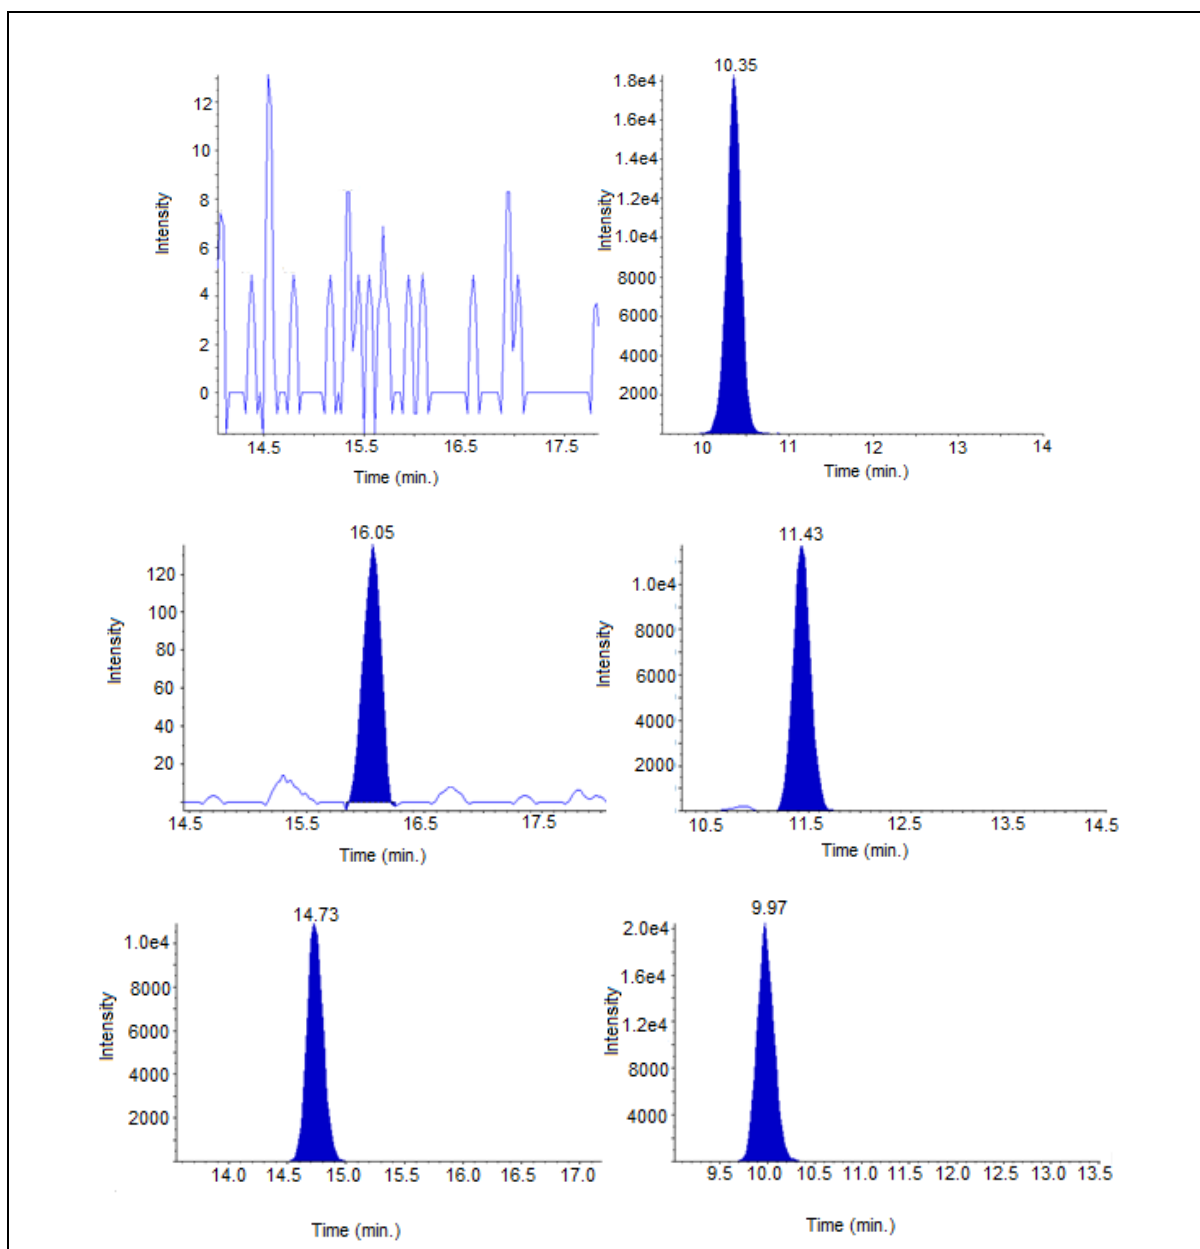 12
10
8
6
4
2
0
Intensity
14.5 15.5 16.5 17.5
Time (min.)
10.35
1.8e4
1.6e4
1.4e4
1.2e4
1.0e4
8000
6000
4000
2000
Intensity
10 11 12 13 14
Time (min.)
16.05
120
100
80
60
40
20
Intensity
14.5 15.5 16.5 17.5
Time (min.)
11.43
1.0e4
8000
6000
4000
2000
Intensity
10.5 11.5 12.5 13.5 14.5
Time (min.)
14.73
1.0e4
8000
6000
4000
2000
Intensity
14.0 14.5 15.0 15.5 16.0 16.5 17.0
Time (min.)
9.97
2.0e4
1.6e4
1.2e4
8000
4000
Intensity
9.5 10.0 10.5 11.0 11.5 12.0 12.5 13.0 13.5
Time (min.)